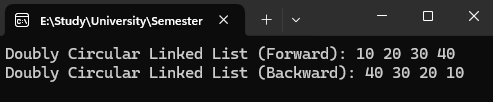 E:\Study\University\Semester
Doubly Circular Linked List (Forward): 10 20 30 40
Doubly Circular Linked List (Backward): 40 30 20 10